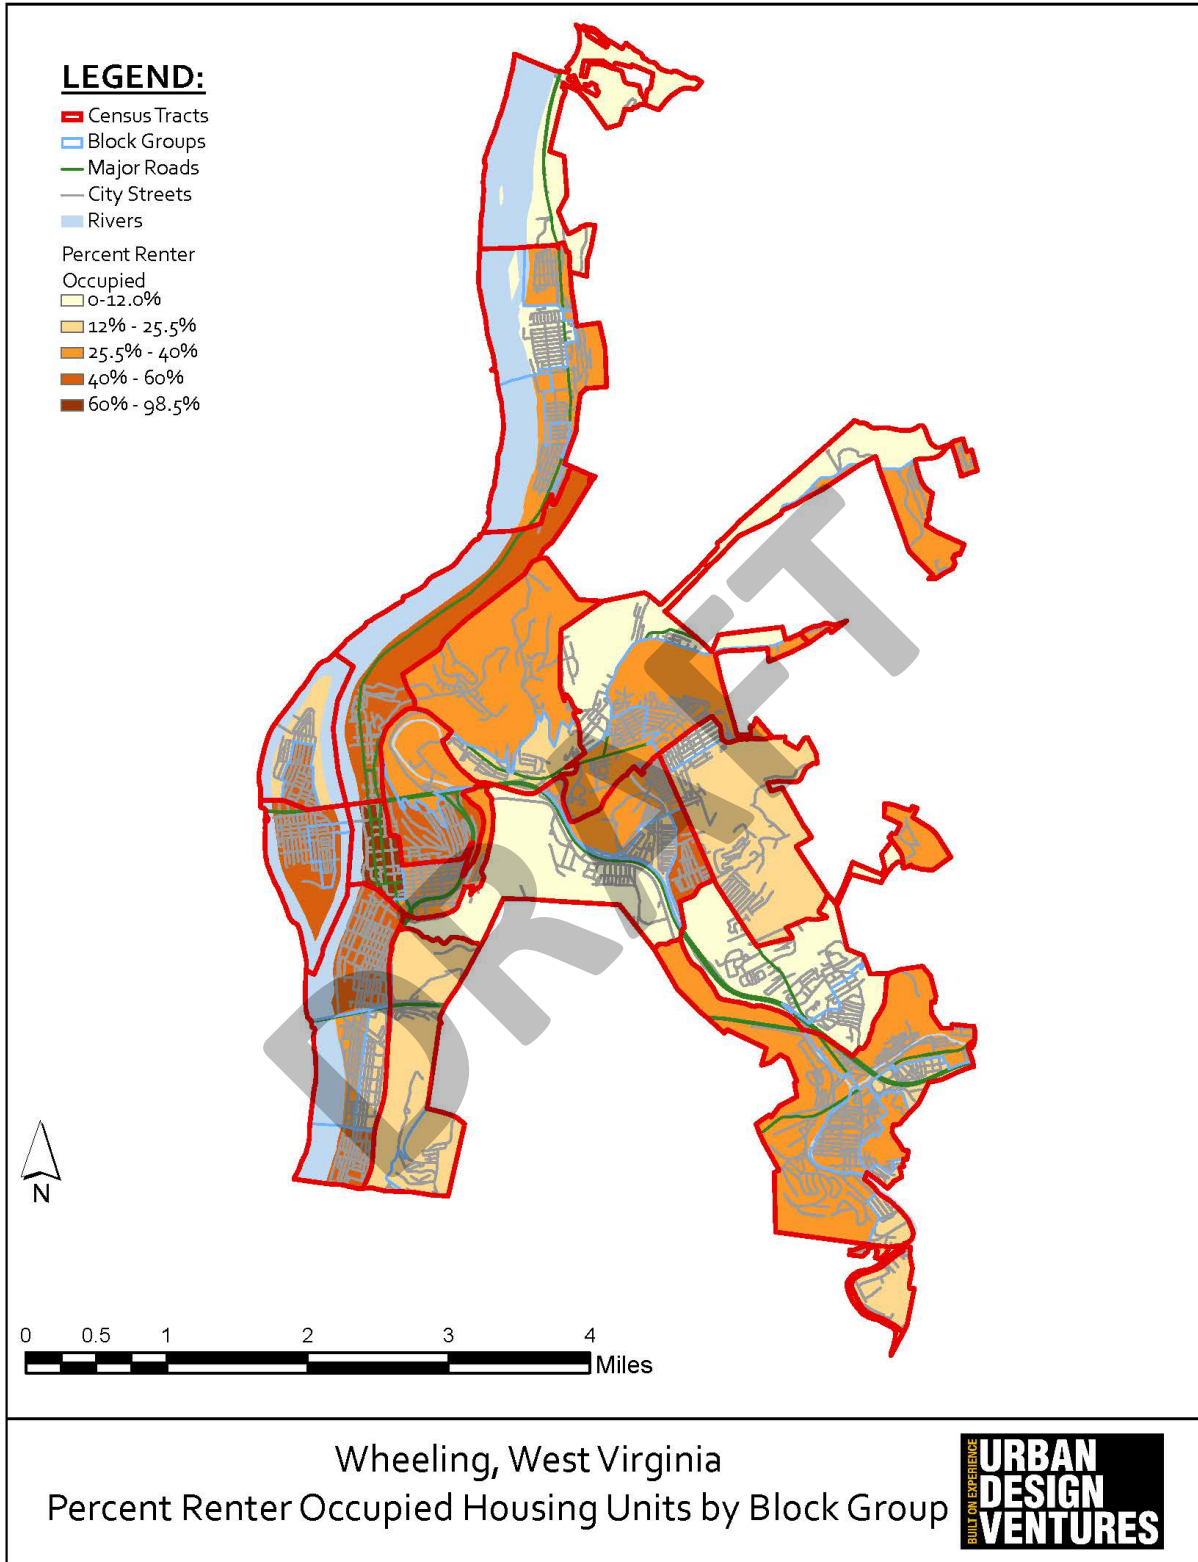 LEGEND:
Census Tracts
Block Groups
Major Roads
City Streets
Rivers
Percent Renter
Occupied
0-12.0%
12% - 25.5%
25.5% - 40%
40% - 60%
60% - 98.5%
DRAFT
N
0 0.5 1 2 3 4
Miles
Wheeling, West Virginia
Percent Renter Occupied Housing Units by Block Group
BUILT ON EXPERIENCE
URBAN
DESIGN
VENTURES